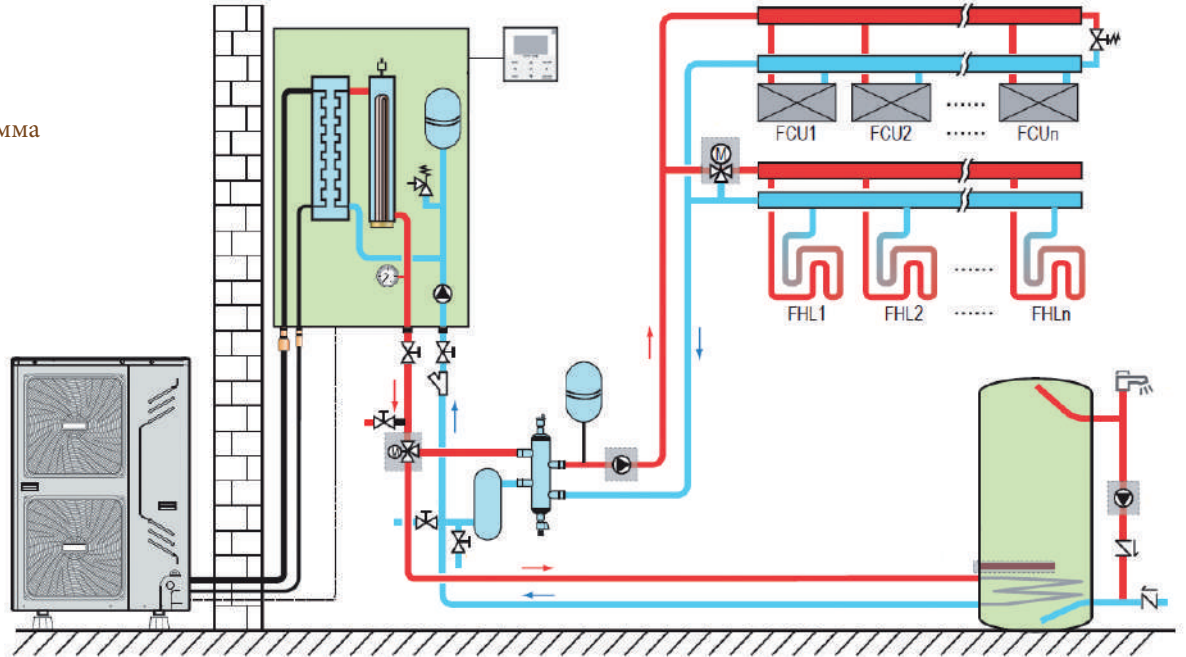 мма
FCU1 FCU2 ...... FCUn
......
M
FHL1 FHL2 ...... FHLn
......
M